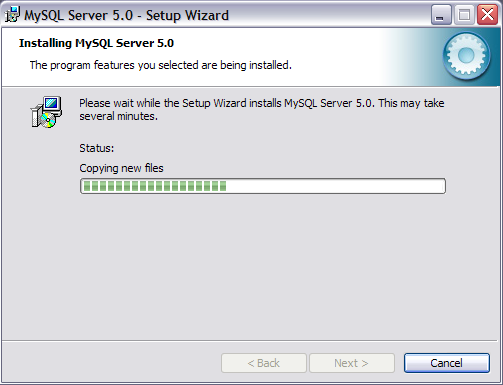 MySQL Server 5.0 - Setup Wizard
Installing MySQL Server 5.0
The program features you selected are being installed.
Please wait while the Setup Wizard installs MySQL Server 5.0. This may take
several minutes.
Status:
Copying new files
< Back Next > Cancel